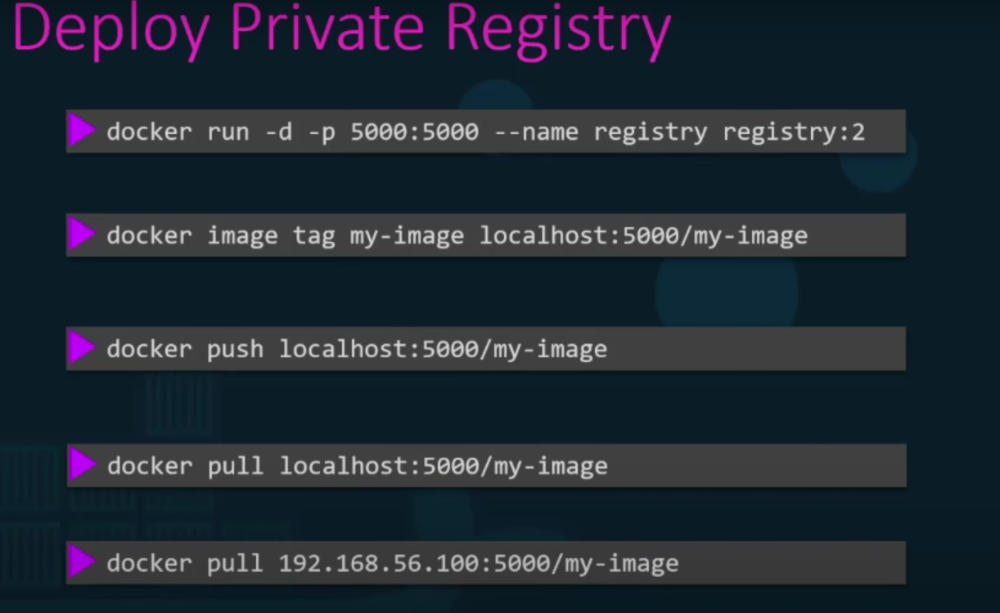 Deploy Private Registry
docker run -d -p 5000:5000 --name registry registry:2
docker image tag my-image localhost:5000/my-image
docker push localhost:5000/my-image
docker pull localhost:5000/my-image
docker pull 192.168.56.100:5000/my-image